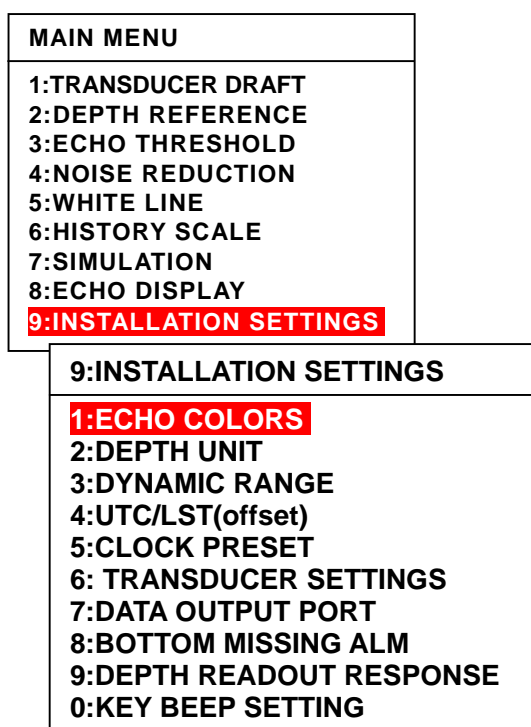 MAIN MENU
1:TRANSDUCER DRAFT
2:DEPTH REFERENCE
3:ECHO THRESHOLD
4:NOISE REDUCTION
5:WHITE LINE
6:HISTORY SCALE
7:SIMULATION
8:ECHO DISPLAY
9:INSTALLATION SETTINGS
9:INSTALLATION SETTINGS
1:ECHO COLORS
2:DEPTH UNIT
3:DYNAMIC RANGE
4:UTC/LST(offset)
5:CLOCK PRESET
6: TRANSDUCER SETTINGS
7:DATA OUTPUT PORT
8:BOTTOM MISSING ALM
9:DEPTH READOUT RESPONSE
0:KEY BEEP SETTING